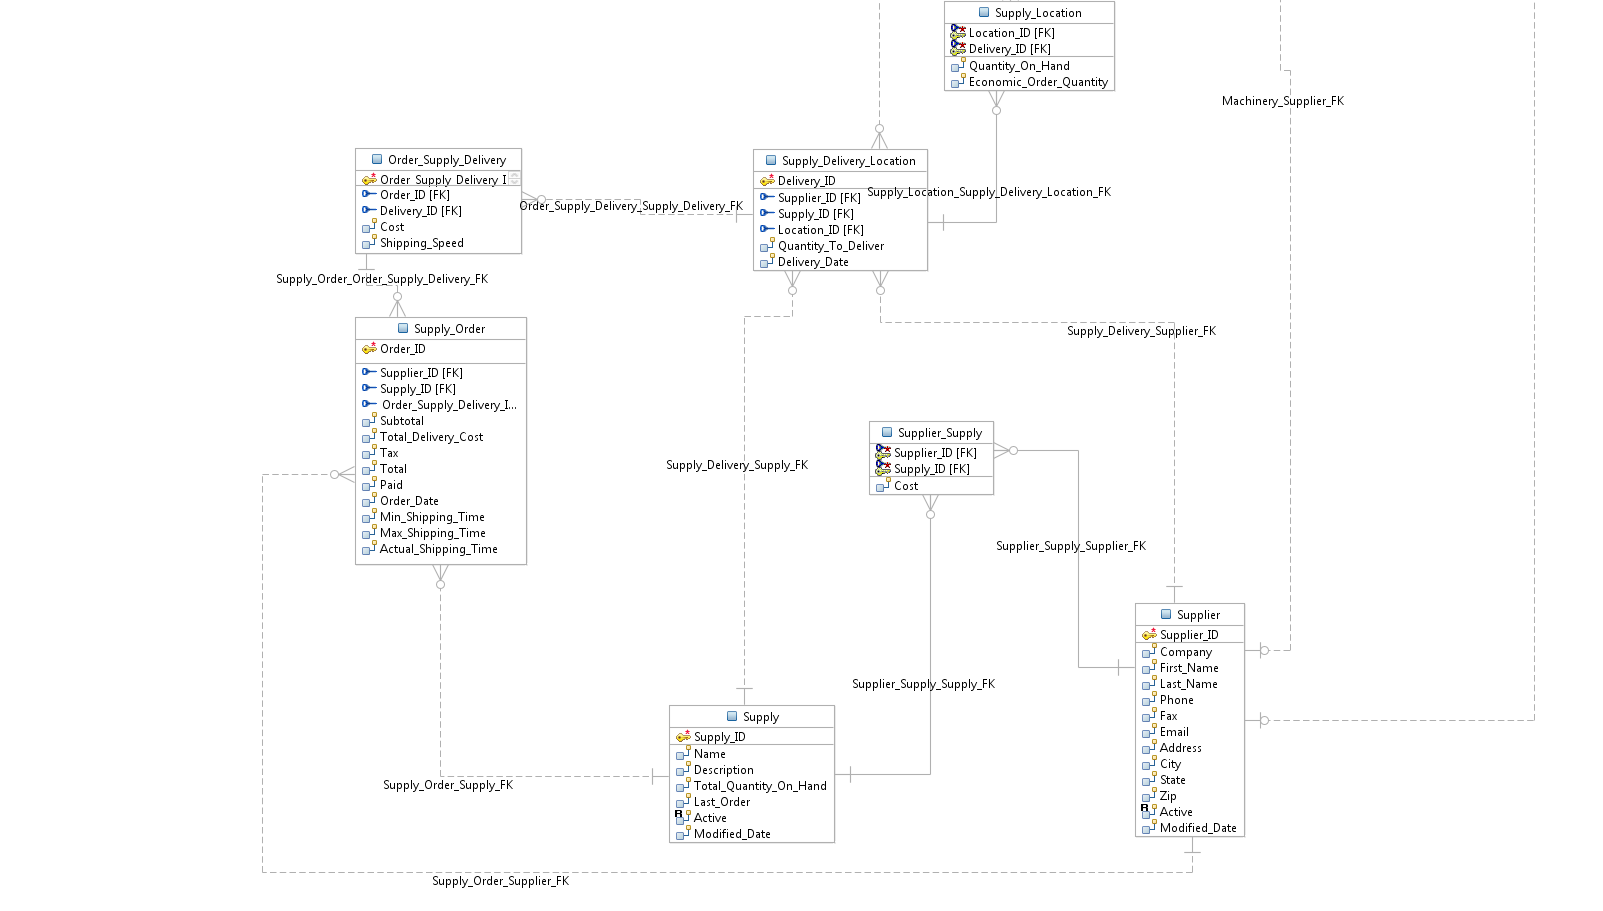 Supply_Location
Location_ID [FK]
Delivery_ID [FK]
Quantity_On_Hand
Economic_Order_Quantity
Machinery_Supplier_FK
Order_Supply_Delivery
Order_Supply_Delivery_I
Order_ID [FK]
Delivery_ID [FK]
Cost
Shipping_Speed
Order_Supply_Delivery_Supply_Delivery_FK
Supply_Delivery_Location
Delivery_ID
Supplier_ID [FK]
Supply_ID [FK]
Location_ID [FK]
Quantity_To_Deliver
Delivery_Date
Supply_Location_Supply_Delivery_Location_FK
Supply_Order_Order_Supply_Delivery_FK
Supply_Order
Order_ID
Supplier_ID [FK]
Supply_ID [FK]
Order_Supply_Delivery_I...
Subtotal
Total_Delivery_Cost
Tax
Total
Paid
Order_Date
Min_Shipping_Time
Max_Shipping_Time
Actual_Shipping_Time
Supply_Delivery_Supplier_FK
Supply_Delivery_Supply_FK
Supplier_Supply
Supplier_ID [FK]
Supply_ID [FK]
Cost
Supplier_Supply_Supplier_FK
Supplier_Supply_Supply_FK
Supplier
Supplier_ID
Company
First_Name
Last_Name
Phone
Fax
Email
Address
City
State
Zip
Active
Modified_Date
Supply
Supply_ID
Name
Description
Total_Quantity_On_Hand
Last_Order
Active
Modified_Date
Supply_Order_Supply_FK
Supply_Order_Supplier_FK